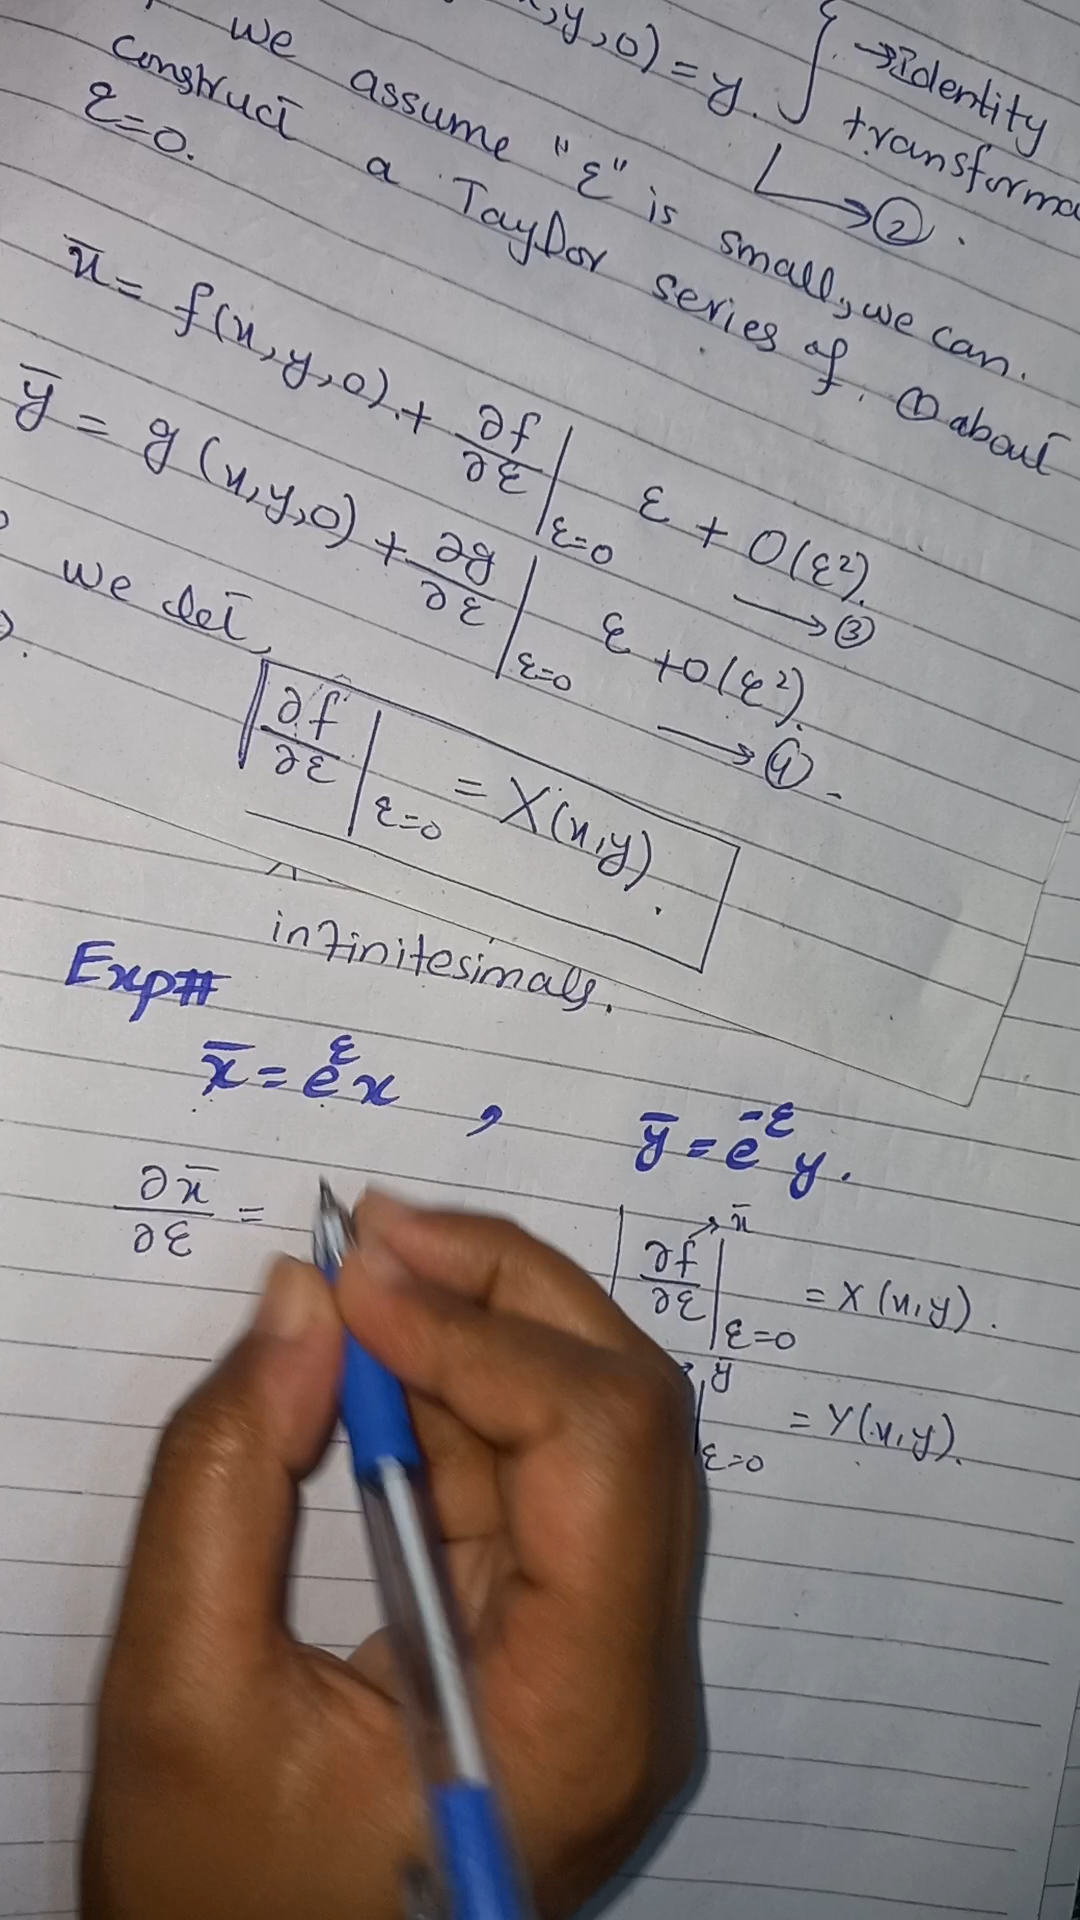 ,y,0) = y. } → identity
transforma
↳ ②.
We assume "ε" is small, we can.
construct a Taylor series of. ① about
ε=0.
x̄ = f(x,y,0) + ∂f/∂ε |ε=0 ε + O(ε²).
→ ③
ȳ = g(x,y,0) + ∂g/∂ε |ε=0 ε + O(ε²).
→ ④.
we let,
∂f/∂ε |ε=0 = X(x,y).
infinitesimals.
Exp#
x̄ = e^ε x , ȳ = e^-ε y.
∂x̄/∂ε =
∂f/∂ε |ε=0 = X(x,y).
→ x̄
ȳ
|ε=0 = Y(x,y).